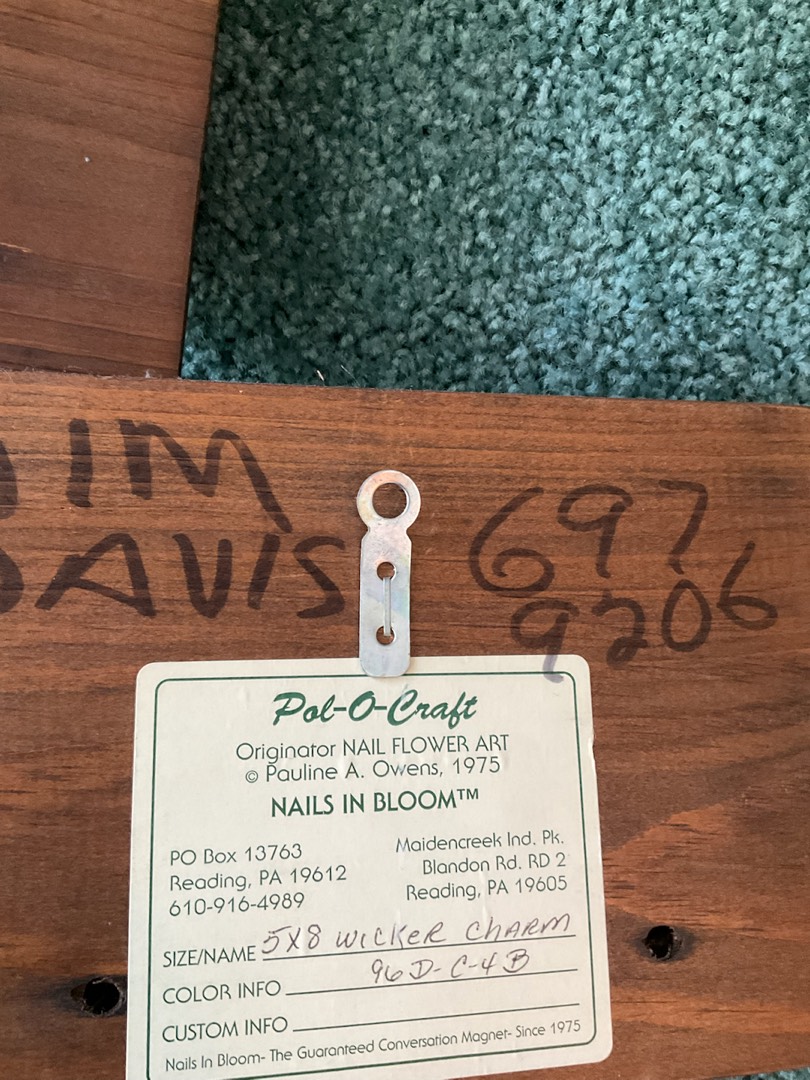 JIM 697
DAVIS 9206
Pol-O-Craft
Originator NAIL FLOWER ART
© Pauline A. Owens, 1975
NAILS IN BLOOM™
PO Box 13763
Reading, PA 19612
610-916-4989
Maidencreek Ind. Pk.
Blandon Rd. RD 2
Reading, PA 19605
SIZE/NAME 5X8 WICKER CHARM
COLOR INFO 96D-C-4B
CUSTOM INFO
Nails In Bloom- The Guaranteed Conversation Magnet- Since 1975